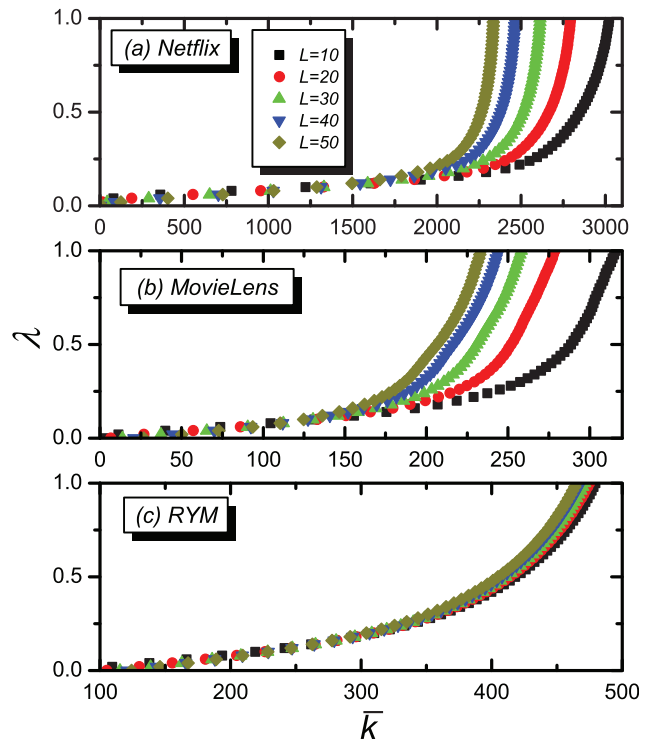 (a) Netflix
L=10
L=20
L=30
L=40
L=50
1.0
0.5
0.0
0 500 1000 1500 2000 2500 3000
(b) MovieLens
1.0
0.5
0.0
0 50 100 150 200 250 300
λ
(c) RYM
1.0
0.5
0.0
100 200 300 400 500
k̄